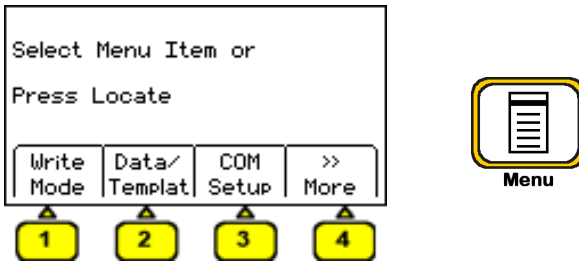 Select Menu Item or
Press Locate
Write Data/ COM >>
Mode Templat Setup More
1 2 3 4
Menu